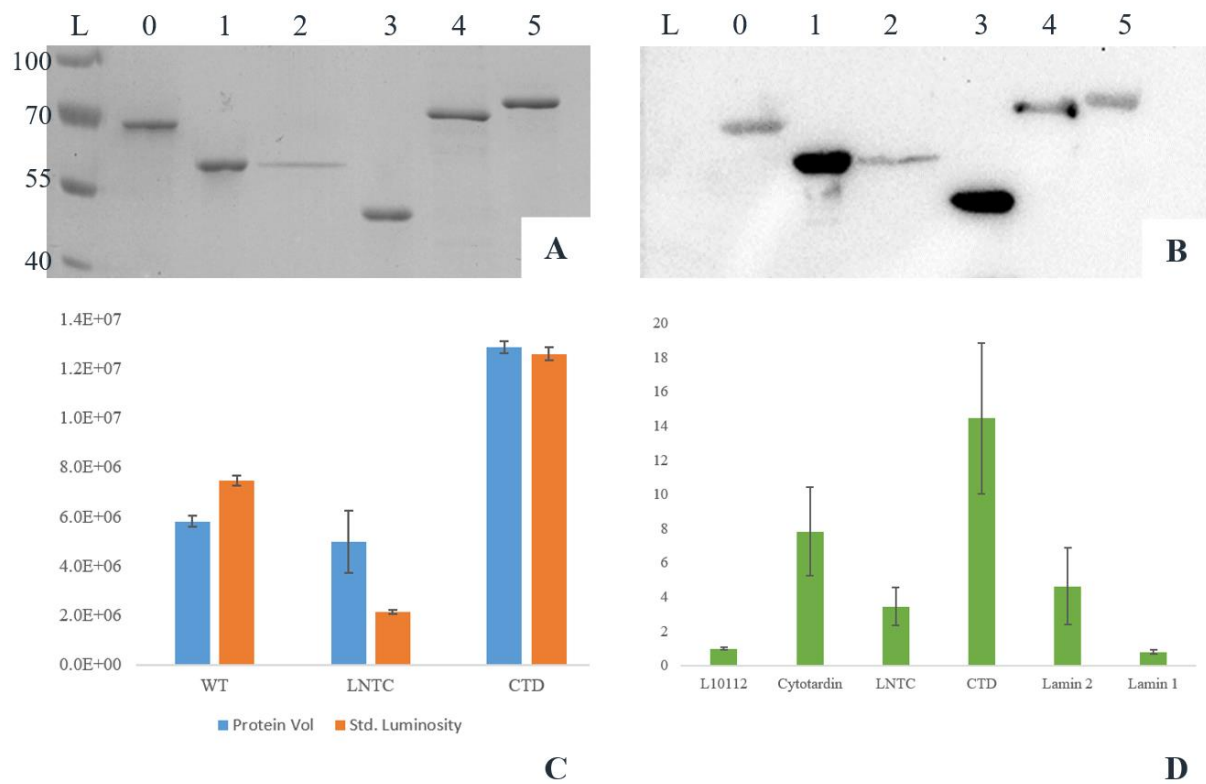 L 0 1 2 3 4 5
100
70
55
40
A
L 0 1 2 3 4 5
B
1.4E+07
1.2E+07
1.0E+07
8.0E+06
6.0E+06
4.0E+06
2.0E+06
0.0E+00
WT LNTC CTD
Protein Vol Std. Luminosity
C
20
18
16
14
12
10
8
6
4
2
0
L10112 Cytotardin LNTC CTD Lamin 2 Lamin 1
D